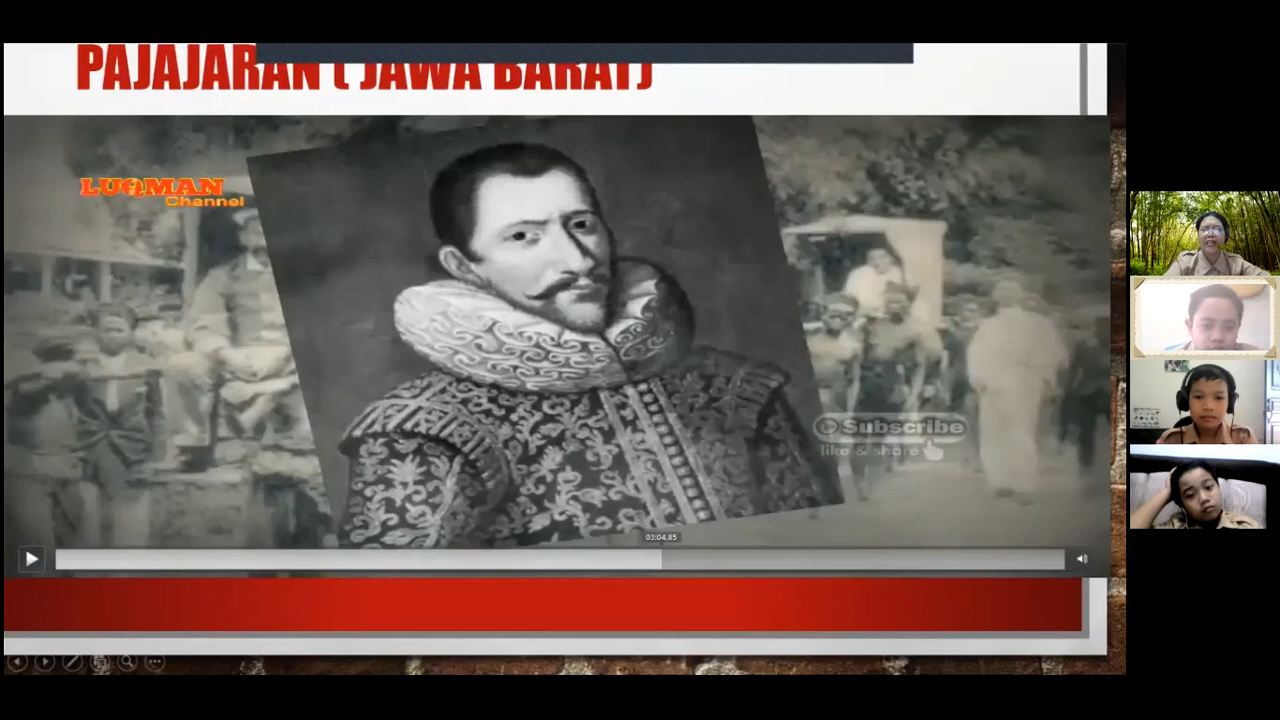 PAJAJARAN ( JAWA BARAT)
LUQMAN
Channel
Subscribe
like & share
03:04,85